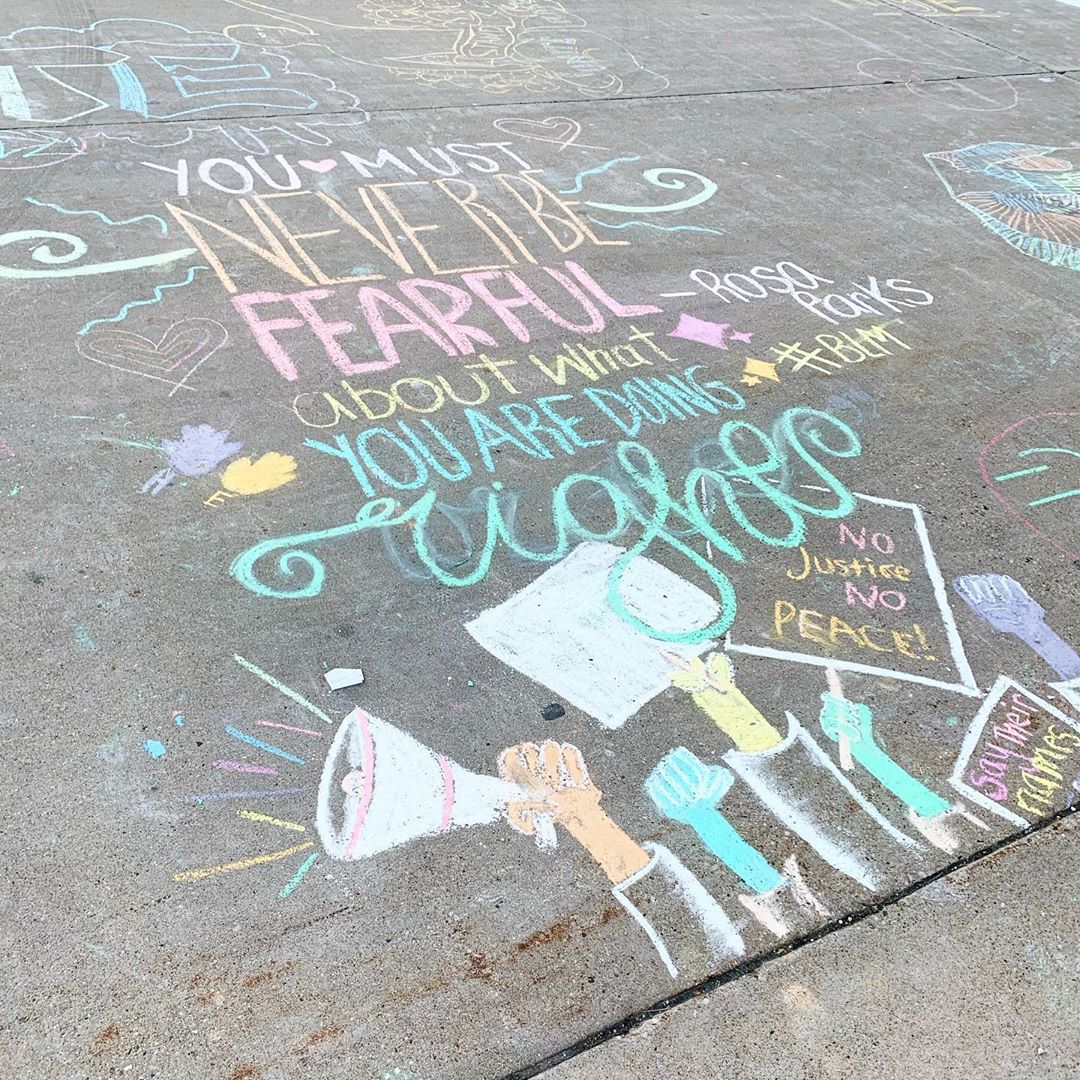 YOU MUST
NEVER BE
FEARFUL
- Rosa
Parks
about What
#BLM
YOU ARE DOING
right
NO
Justice
NO
PEACE!
Say Their
names